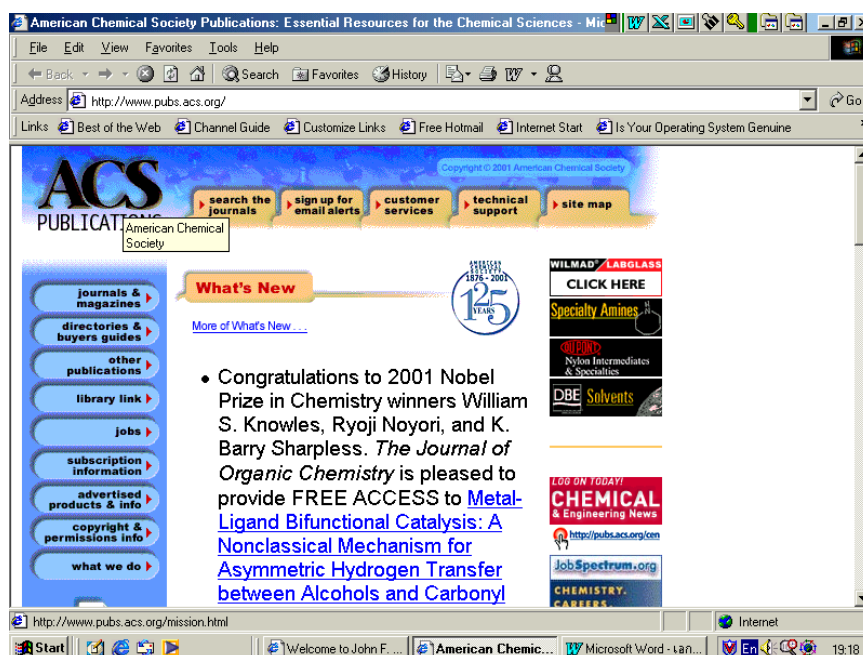 American Chemical Society Publications: Essential Resources for the Chemical Sciences - Mic
File Edit View Favorites Tools Help
Back Search Favorites History
Address http://www.pubs.acs.org/ Go
Links Best of the Web Channel Guide Customize Links Free Hotmail Internet Start Is Your Operating System Genuine
Copyright © 2001 American Chemical Society
ACS
PUBLICATIONS
American Chemical
Society
search the
journals
sign up for
email alerts
customer
services
technical
support
site map
journals &
magazines
directories &
buyers guides
other
publications
library link
jobs
subscription
information
advertised
products & info
copyright &
permissions info
what we do
What's New
More of What's New . . .
AMERICAN
CHEMICAL
SOCIETY
1876 - 2001
125
YEARS
• Congratulations to 2001 Nobel
Prize in Chemistry winners William
S. Knowles, Ryoji Noyori, and K.
Barry Sharpless. The Journal of
Organic Chemistry is pleased to
provide FREE ACCESS to Metal-
Ligand Bifunctional Catalysis: A
Nonclassical Mechanism for
Asymmetric Hydrogen Transfer
between Alcohols and Carbonyl
WILMAD LABGLASS
CLICK HERE
Specialty Amines
DUPONT
Nylon Intermediates
& Specialties
DBE Solvents
LOG ON TODAY!
CHEMICAL
& Engineering News
http://pubs.acs.org/cen
JobSpectrum.org
CHEMISTRY.
CAREERS.
http://www.pubs.acs.org/mission.html Internet
Start Welcome to John F. ... American Chemic... Microsoft Word - เอก... En 19:18